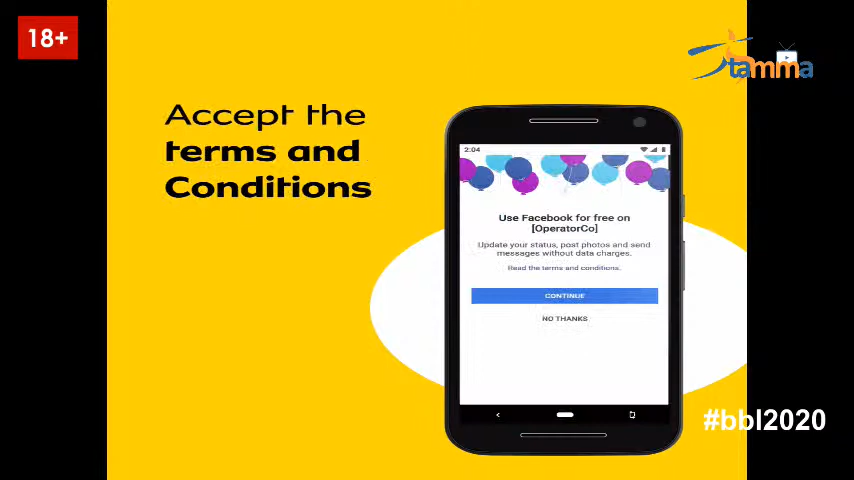 18+
tamma
Accept the
terms and
Conditions
2:04
Use Facebook for free on
[OperatorCo]
Update your status, post photos and send
messages without data charges.
Read the terms and conditions.
CONTINUE
NO THANKS
#bbl2020